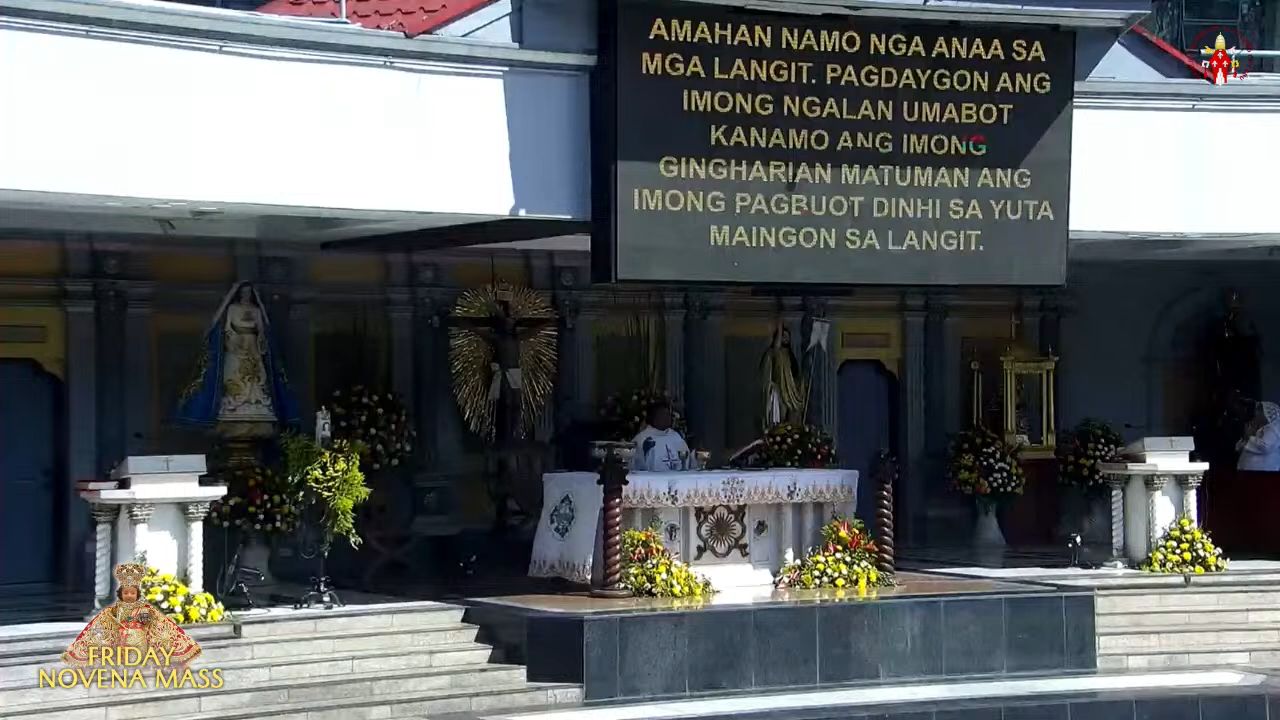 AMAHAN NAMO NGA ANAA SA
MGA LANGIT. PAGDAYGON ANG
IMONG NGALAN UMABOT
KANAMO ANG IMONG
GINGHARIAN MATUMAN ANG
IMONG PAGBUOT DINHI SA YUTA
MAINGON SA LANGIT.
FRIDAY
NOVENA MASS